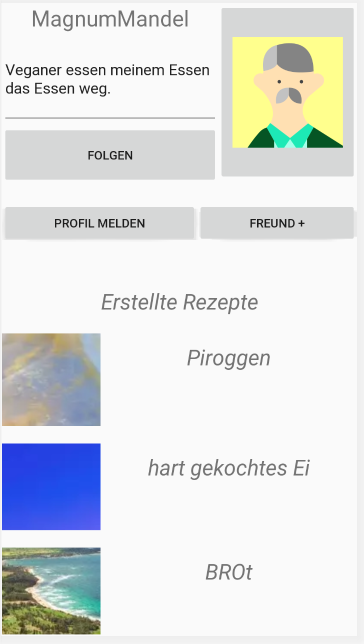 MagnumMandel
Veganer essen meinem Essen
das Essen weg.
FOLGEN
PROFIL MELDEN
FREUND +
Erstellte Rezepte
Piroggen
hart gekochtes Ei
BROt